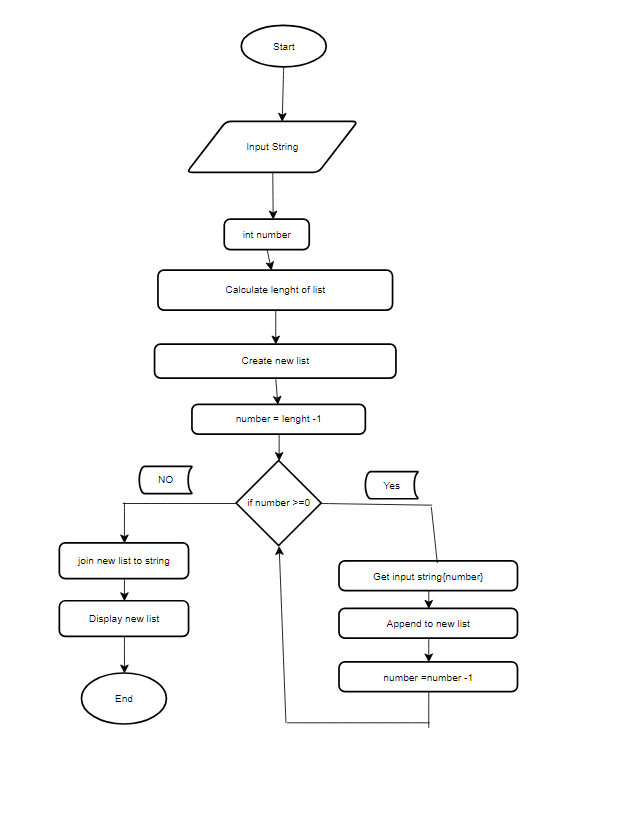 Start
Input String
int number
Calculate lenght of list
Create new list
number = lenght -1
if number >=0
NO
Yes
join new list to string
Display new list
End
Get input string{number}
Append to new list
number =number -1